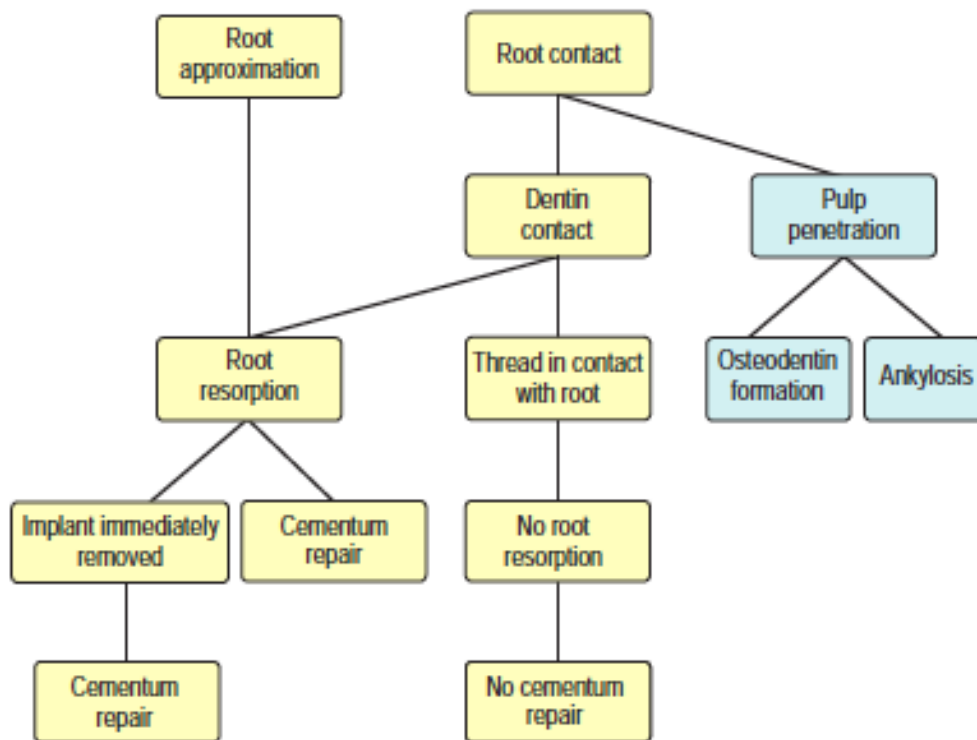 Root
approximation
Root contact
Dentin
contact
Pulp
penetration
Root
resorption
Thread in contact
with root
Osteodentin
formation
Ankylosis
Implant immediately
removed
Cementum
repair
No root
resorption
Cementum
repair
No cementum
repair